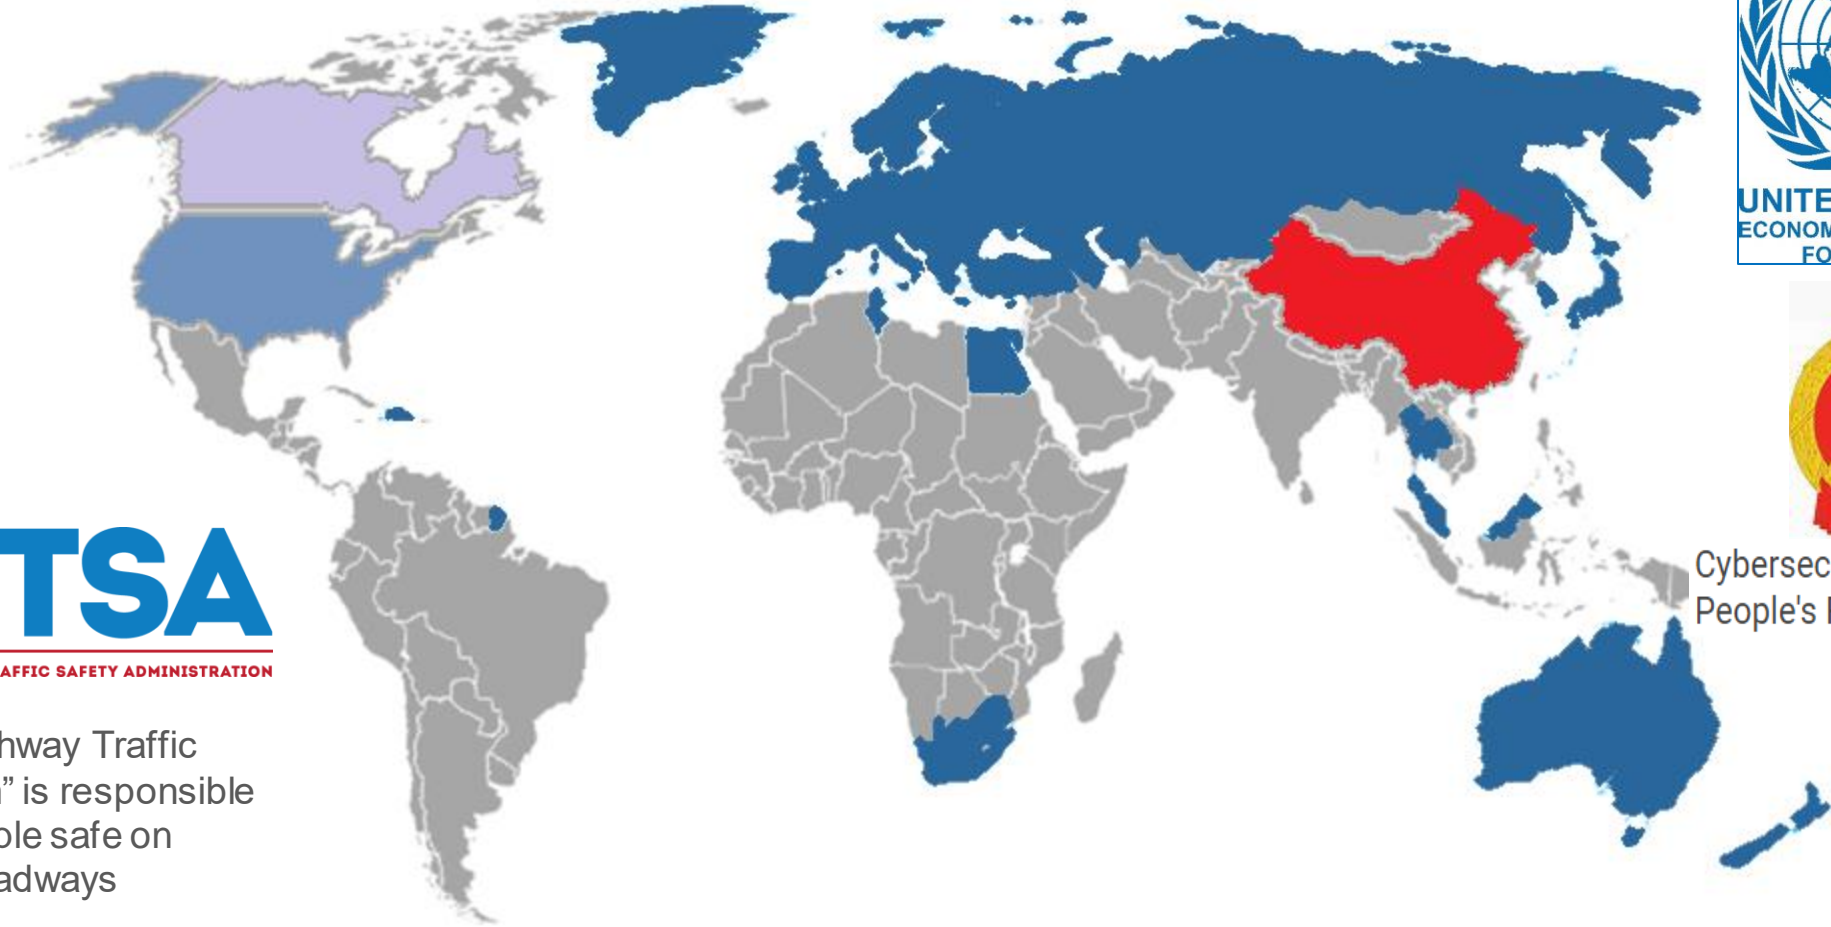 UNITE
ECONOM
FO
TSA
AFFIC SAFETY ADMINISTRATION
Cybersec
People's
hway Traffic
” is responsible
ole safe on
adways